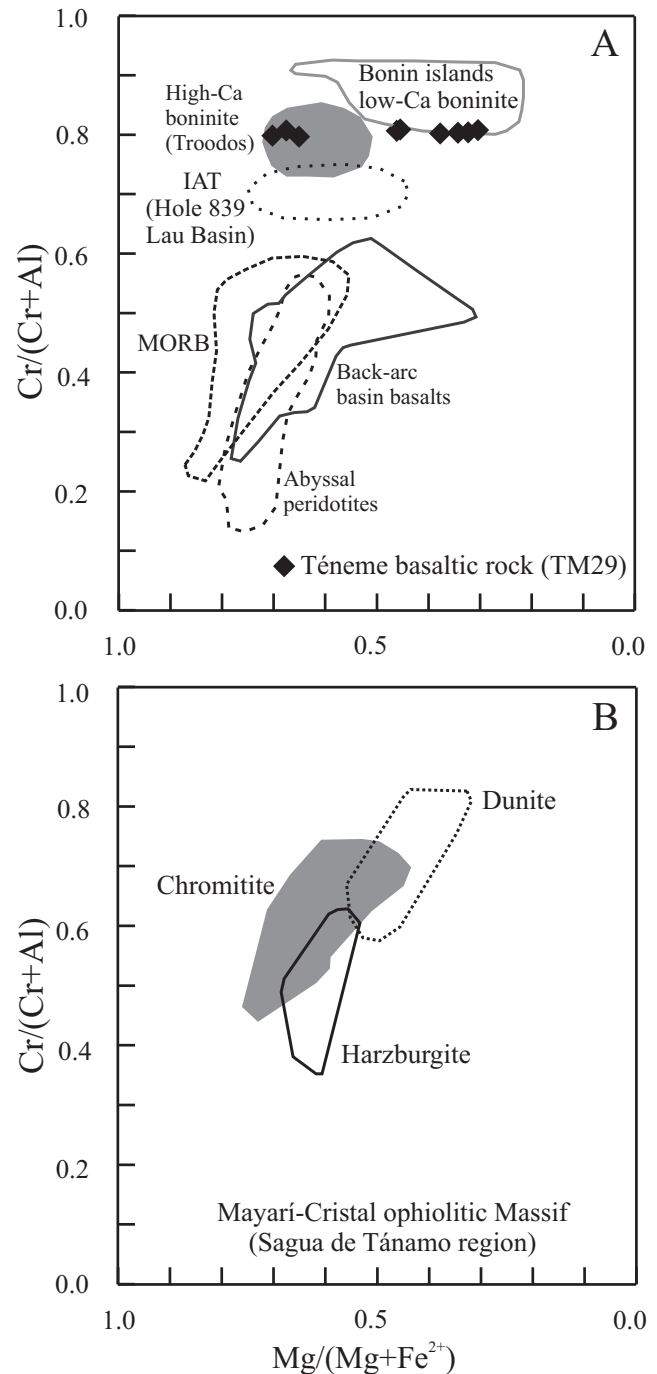 1.0
A
Bonin islands
low-Ca boninite
High-Ca
boninite
(Troodos)
0.8
IAT
(Hole 839
Lau Basin)
0.6
MORB
Cr/(Cr+Al)
0.4
Back-arc
basin basalts
0.2
Abyssal
peridotites
Téneme basaltic rock (TM29)
0.0
1.0
0.5
0.0
1.0
B
0.8
Dunite
Chromitite
0.6
Cr/(Cr+Al)
0.4
Harzburgite
0.2
Mayarí-Cristal ophiolitic Massif
(Sagua de Tánamo region)
0.0
1.0
0.5
0.0
Mg/(Mg+Fe²⁺)